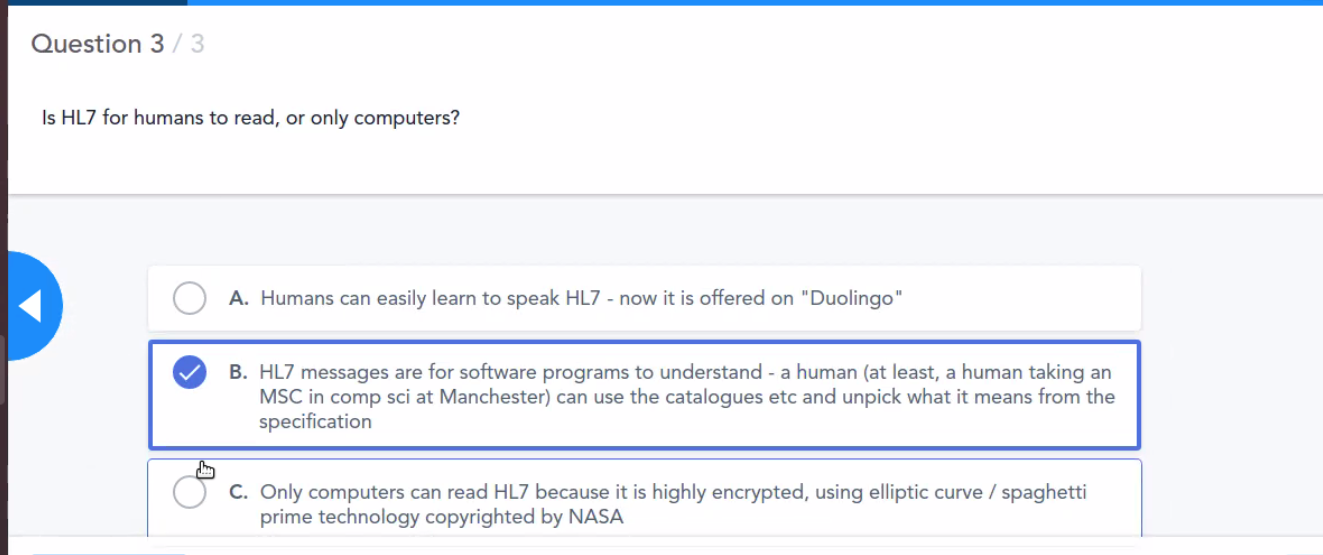 Question 3 / 3
Is HL7 for humans to read, or only computers?
A. Humans can easily learn to speak HL7 - now it is offered on "Duolingo"
B. HL7 messages are for software programs to understand - a human (at least, a human taking an
MSC in comp sci at Manchester) can use the catalogues etc and unpick what it means from the
specification
C. Only computers can read HL7 because it is highly encrypted, using elliptic curve / spaghetti
prime technology copyrighted by NASA